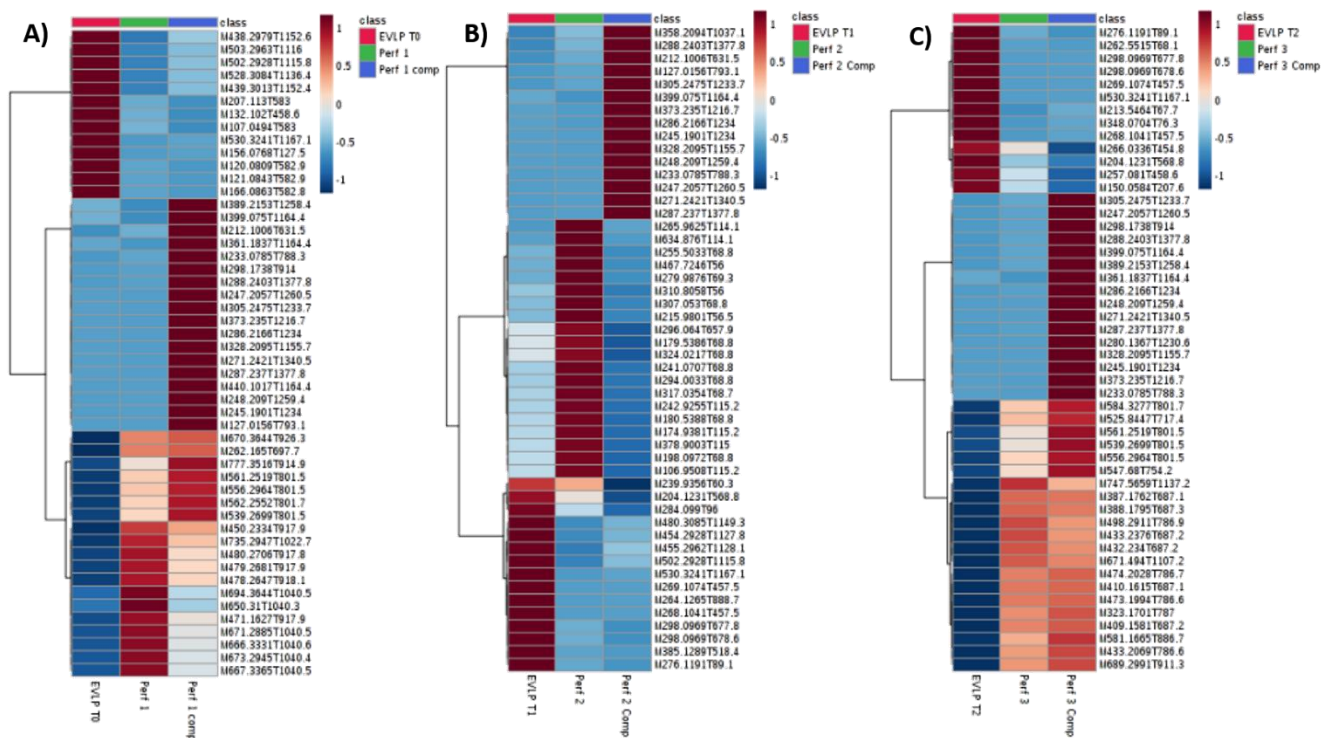 A)
class
M438.2979T1152.6
M503.2963T1116
M502.2928T1115.8
M528.3084T1136.4
M439.3013T1152.4
M207.113T583
M132.102T458.6
M107.0494T583
M530.3241T1167.1
M156.0768T127.5
M120.0809T582.9
M121.0843T582.9
M166.0863T582.8
M389.2153T1258.4
M399.075T1164.4
M212.1006T631.5
M361.1837T1164.4
M233.0785T788.3
M298.1738T914
M288.2403T1377.8
M247.2057T1260.5
M305.2475T1233.7
M373.235T1216.7
M286.2166T1234
M328.2095T1155.7
M271.2421T1340.5
M287.237T1377.8
M440.1017T1164.4
M248.209T1259.4
M245.1901T1234
M127.0156T793.1
M670.3644T926.3
M262.165T697.7
M777.3516T914.9
M561.2519T801.5
M556.2964T801.5
M562.2552T801.7
M539.2699T801.5
M450.2334T917.9
M735.2947T1022.7
M480.2706T917.8
M479.2681T917.9
M478.2647T918.1
M694.3644T1040.5
M650.31T1040.3
M471.1627T917.9
M671.2885T1040.5
M666.3331T1040.6
M673.2945T1040.4
M667.3365T1040.5
EVLP T0
Perf 1
Perf 1 comp
1
0.5
0
-0.5
-1
class
EVLP T0
Perf 1
Perf 1 comp
B)
class
M358.2094T1037.1
M288.2403T1377.8
M212.1006T631.5
M127.0156T793.1
M305.2475T1233.7
M399.075T1164.4
M373.235T1216.7
M286.2166T1234
M245.1901T1234
M328.2095T1155.7
M248.209T1259.4
M233.0785T788.3
M247.2057T1260.5
M271.2421T1340.5
M287.237T1377.8
M265.9625T114.1
M634.876T114.1
M255.5033T68.8
M467.7246T56
M279.9876T69.3
M310.8058T56
M307.053T68.8
M215.9801T56.5
M296.064T657.9
M179.5386T68.8
M324.0217T68.8
M241.0707T68.8
M294.0033T68.8
M317.0354T68.7
M242.9255T115.2
M180.5388T68.8
M174.9381T115.2
M378.9003T115
M198.0972T68.8
M106.9508T115.2
M239.9356T60.3
M204.1231T568.8
M284.099T96
M480.3085T1149.3
M454.2928T1127.8
M455.2962T1128.1
M502.2928T1115.8
M530.3241T1167.1
M269.1074T457.5
M264.1265T888.7
M268.1041T457.5
M298.0969T677.8
M298.0969T678.6
M385.1289T518.4
M276.1191T89.1
EVLP T1
Perf 2
Perf 2 Comp
1
0.5
0
-0.5
-1
class
EVLP T1
Perf 2
Perf 2 Comp
C)
class
M276.1191T89.1
M262.5515T68.1
M298.0969T677.8
M298.0969T678.6
M269.1074T457.5
M530.3241T1167.1
M213.5464T67.7
M348.0704T76.3
M268.1041T457.5
M266.0336T454.8
M204.1231T568.8
M257.081T458.6
M150.0584T207.6
M305.2475T1233.7
M247.2057T1260.5
M298.1738T914
M288.2403T1377.8
M399.075T1164.4
M389.2153T1258.4
M361.1837T1164.4
M286.2166T1234
M248.209T1259.4
M271.2421T1340.5
M287.237T1377.8
M280.1367T1230.6
M328.2095T1155.7
M245.1901T1234
M373.235T1216.7
M233.0785T788.3
M584.3277T801.7
M525.8447T717.4
M561.2519T801.5
M539.2699T801.5
M556.2964T801.5
M547.68T754.2
M747.5659T1137.2
M387.1762T687.1
M388.1795T687.3
M498.2911T786.9
M433.2376T687.2
M432.234T687.2
M671.494T1107.2
M474.2028T786.7
M410.1615T687.1
M473.1994T786.6
M323.1701T787
M409.1581T687.2
M581.1665T886.7
M433.2069T786.6
M689.2991T911.3
EVLP T2
Perf 3
Perf 3 Comp
1
0.5
0
-0.5
-1
class
EVLP T2
Perf 3
Perf 3 Comp